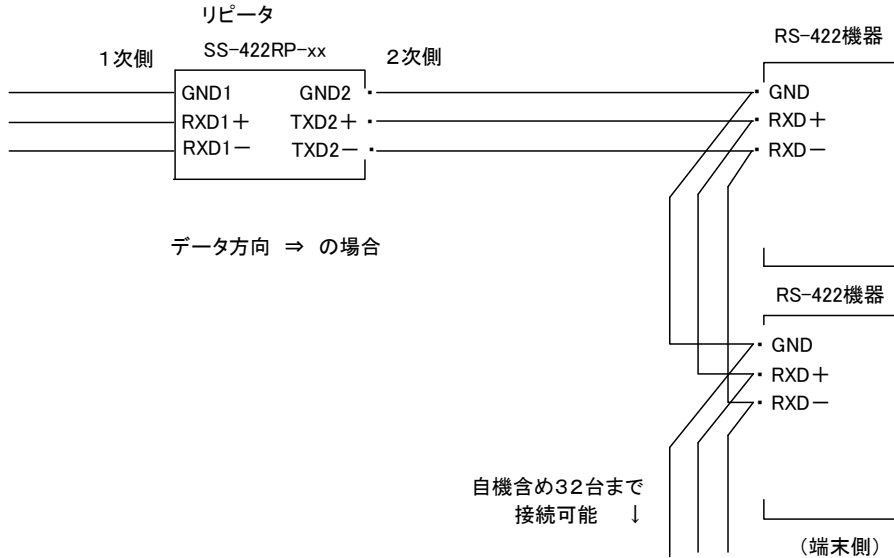 リピータ
SS-422RP-xx
1次側
2次側
GND1
GND2
RXD1+
TXD2+
RXD1-
TXD2-
データ方向 ⇒ の場合
RS-422機器
GND
RXD+
RXD-
RS-422機器
GND
RXD+
RXD-
自機含め32台まで
接続可能 ↓
(端末側)